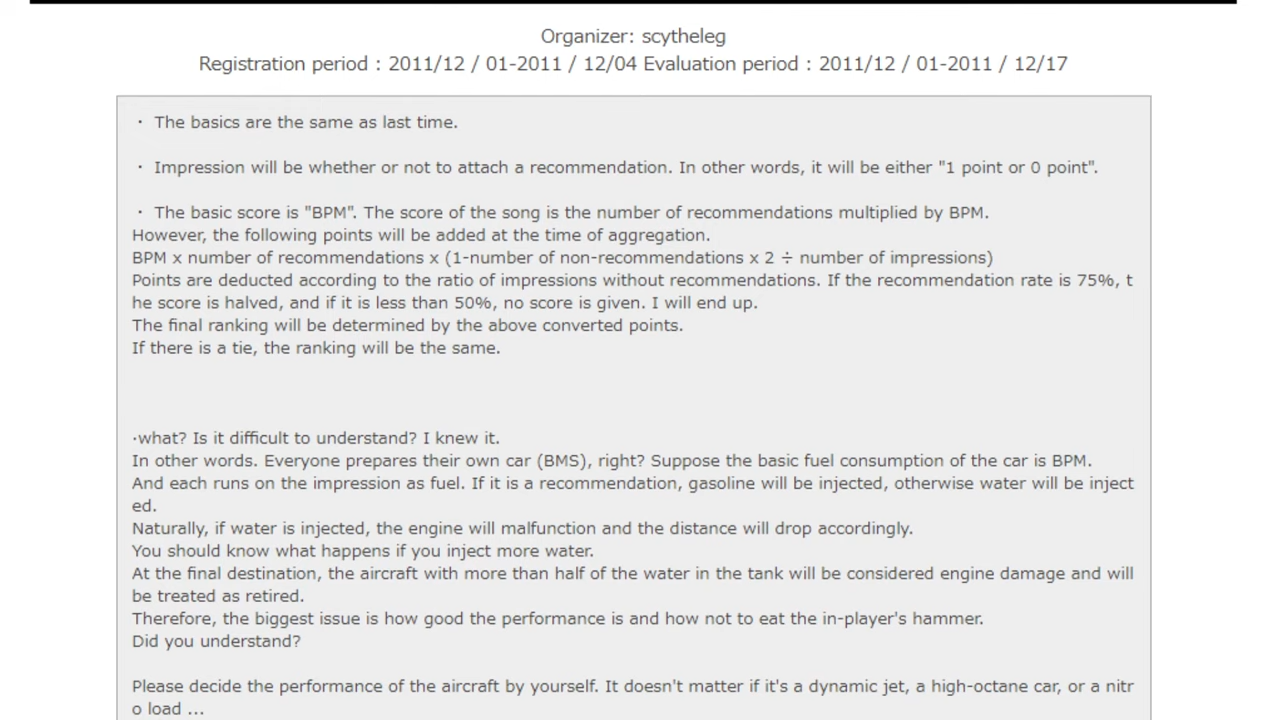 Organizer: scytheleg
Registration period : 2011/12 / 01-2011 / 12/04 Evaluation period : 2011/12 / 01-2011 / 12/17
・ The basics are the same as last time.
・ Impression will be whether or not to attach a recommendation. In other words, it will be either "1 point or 0 point".
・ The basic score is "BPM". The score of the song is the number of recommendations multiplied by BPM.
However, the following points will be added at the time of aggregation.
BPM x number of recommendations x (1-number of non-recommendations x 2 ÷ number of impressions)
Points are deducted according to the ratio of impressions without recommendations. If the recommendation rate is 75%, t
he score is halved, and if it is less than 50%, no score is given. I will end up.
The final ranking will be determined by the above converted points.
If there is a tie, the ranking will be the same.
·what? Is it difficult to understand? I knew it.
In other words. Everyone prepares their own car (BMS), right? Suppose the basic fuel consumption of the car is BPM.
And each runs on the impression as fuel. If it is a recommendation, gasoline will be injected, otherwise water will be inject
ed.
Naturally, if water is injected, the engine will malfunction and the distance will drop accordingly.
You should know what happens if you inject more water.
At the final destination, the aircraft with more than half of the water in the tank will be considered engine damage and will
be treated as retired.
Therefore, the biggest issue is how good the performance is and how not to eat the in-player's hammer.
Did you understand?
Please decide the performance of the aircraft by yourself. It doesn't matter if it's a dynamic jet, a high-octane car, or a nitr
o load ...